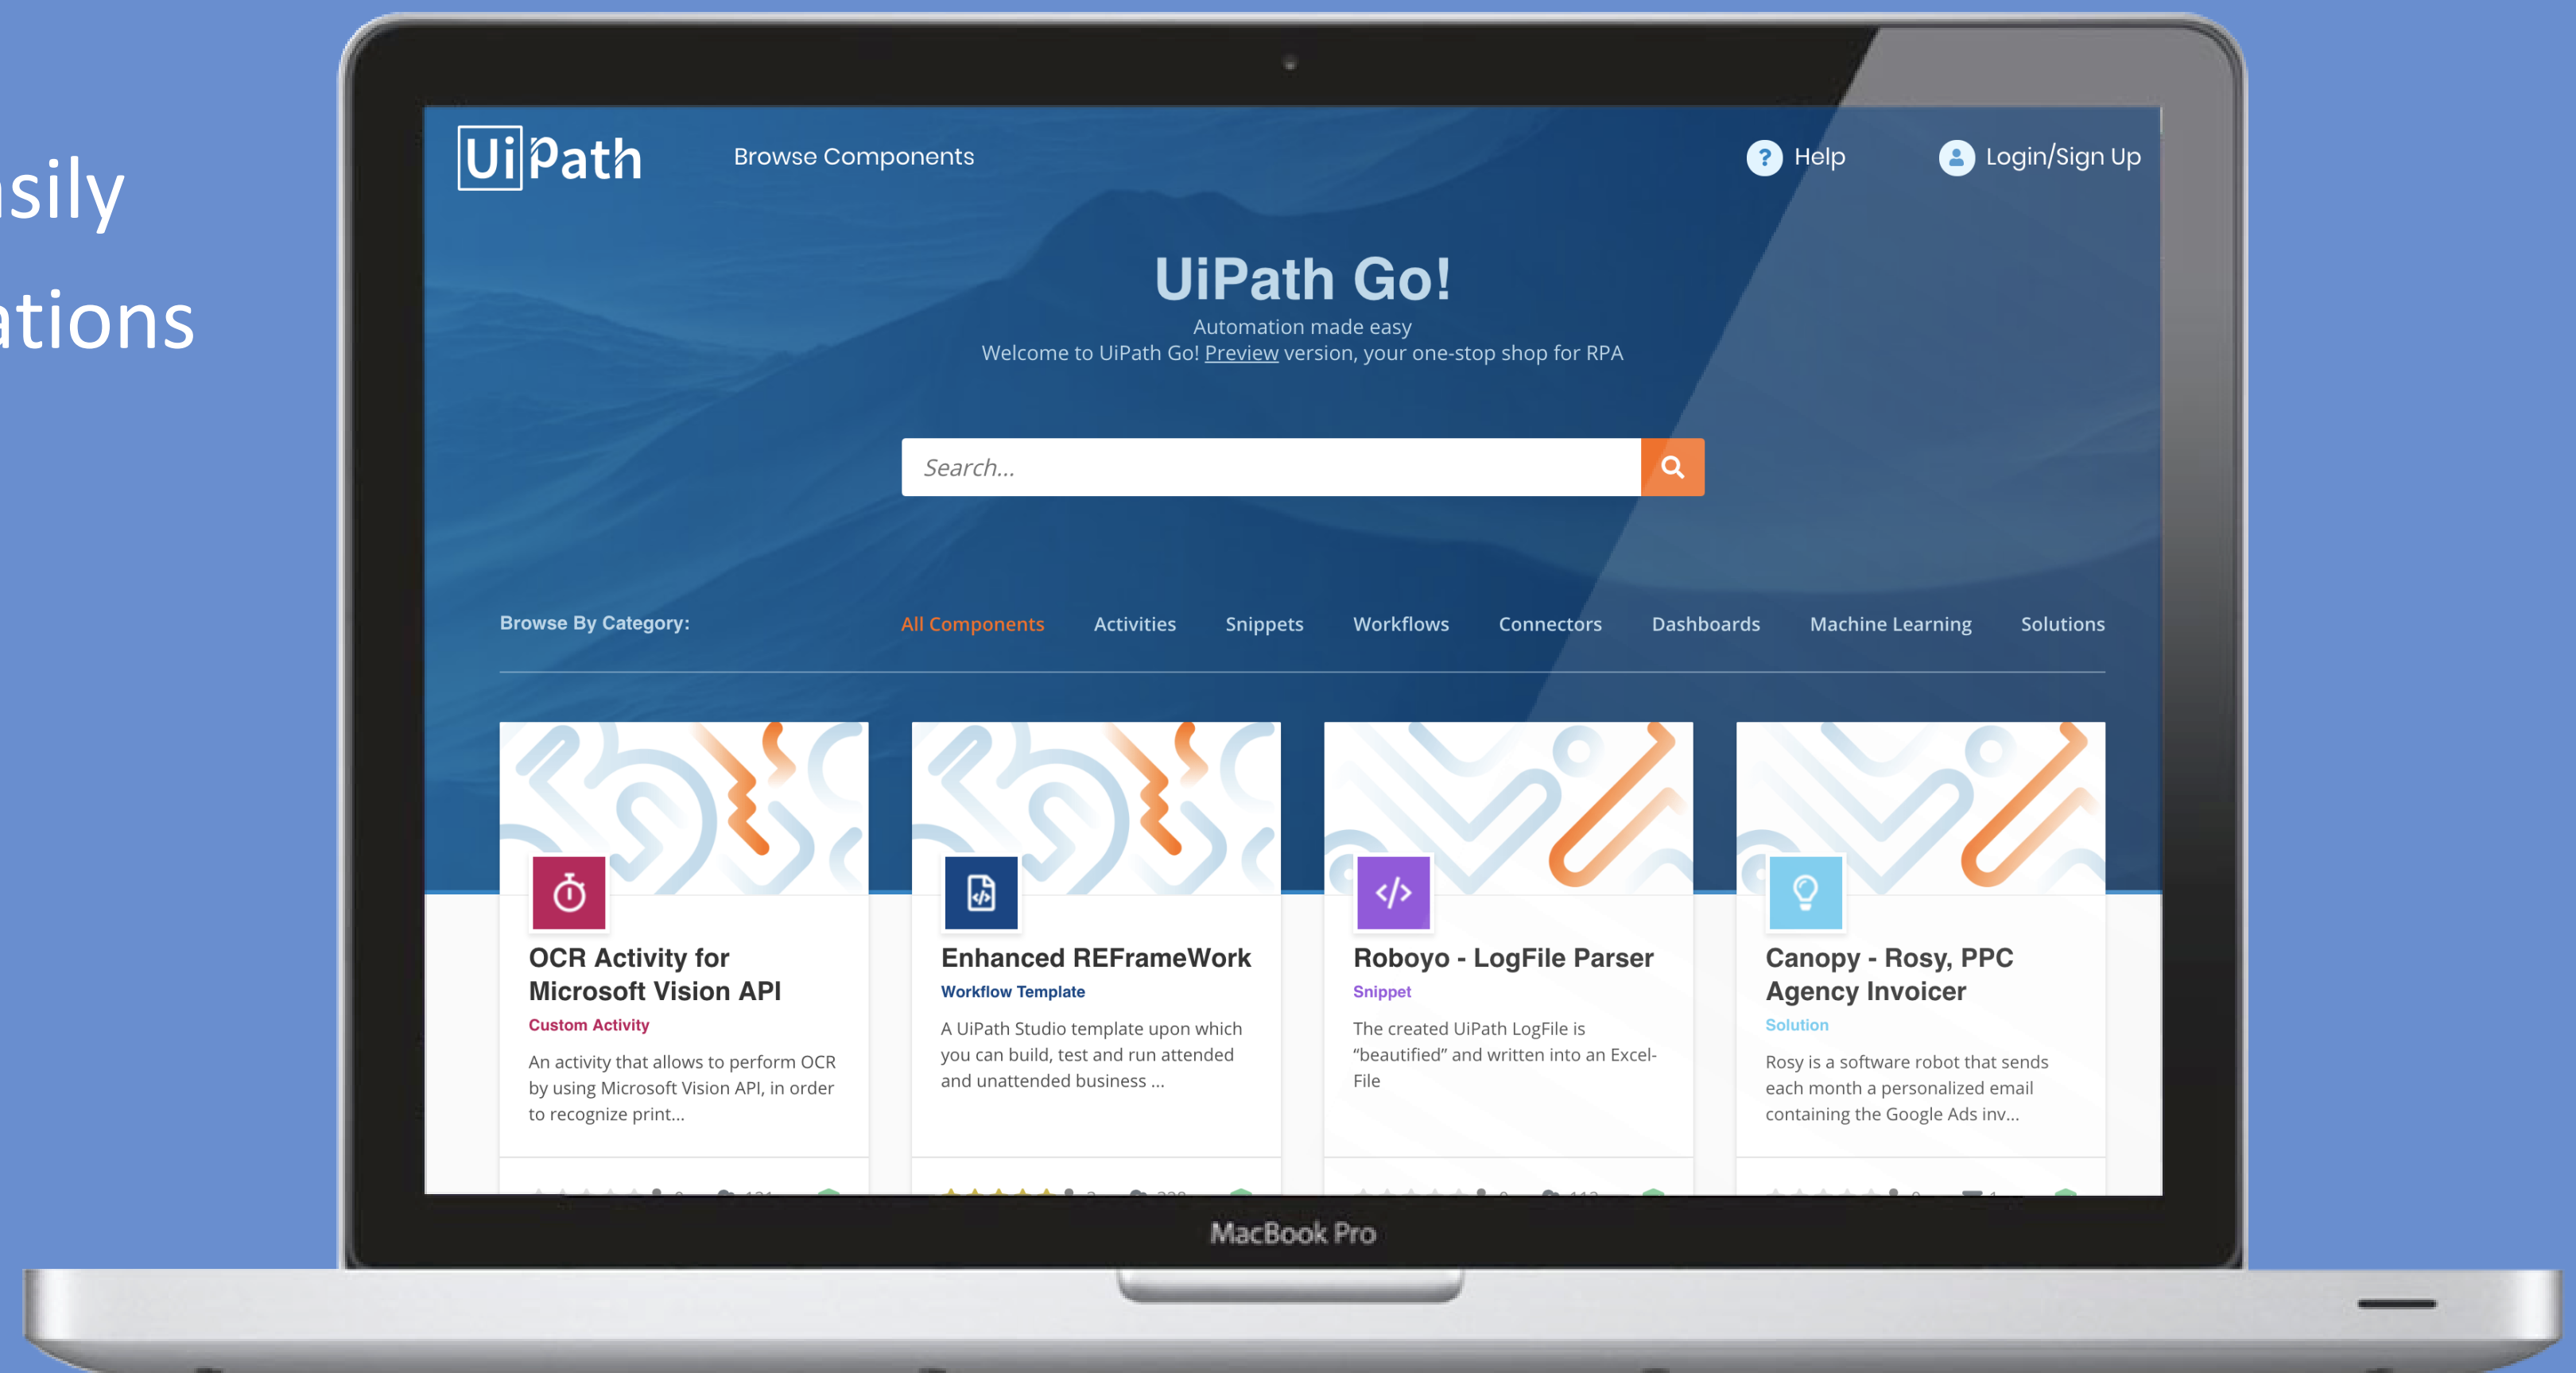 asily
ations
UiPath
Browse Components
Help
Login/Sign Up
UiPath Go!
Automation made easy
Welcome to UiPath Go! Preview version, your one-stop shop for RPA
Search...
Browse By Category:
All Components
Activities
Snippets
Workflows
Connectors
Dashboards
Machine Learning
Solutions
OCR Activity for
Microsoft Vision API
Custom Activity
An activity that allows to perform OCR
by using Microsoft Vision API, in order
to recognize print...
Enhanced REFrameWork
Workflow Template
A UiPath Studio template upon which
you can build, test and run attended
and unattended business ...
Roboyo - LogFile Parser
Snippet
The created UiPath LogFile is
“beautified” and written into an Excel-
File
Canopy - Rosy, PPC
Agency Invoicer
Solution
Rosy is a software robot that sends
each month a personalized email
containing the Google Ads inv...
MacBook Pro